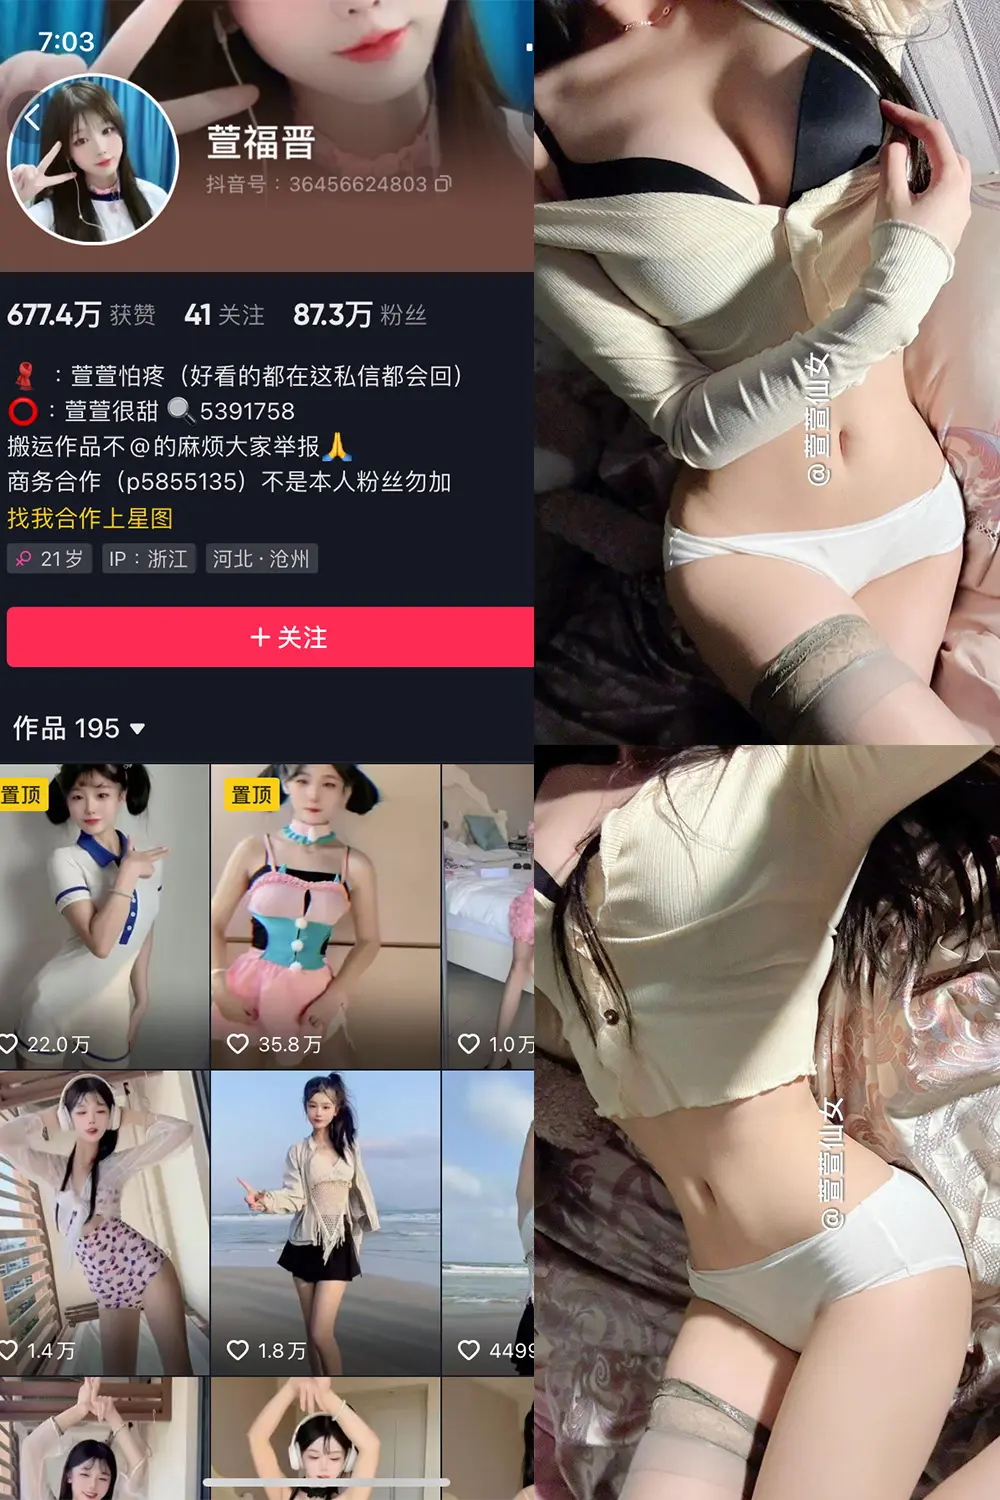 7:03
萱福晋
抖音号：36456624803
677.4万 获赞 41 关注 87.3万 粉丝
：萱萱怕疼（好看的都在这私信都会回）
：萱萱很甜 🔍5391758
搬运作品不@的麻烦大家举报🙏
商务合作（p5855135）不是本人粉丝勿加
找我合作上星图
21岁 IP：浙江 河北·沧州
＋关注
作品 195
置顶
置顶
22.0万
35.8万
1.0万
1.4万
1.8万
4499
@萱萱仙女
@萱萱仙女